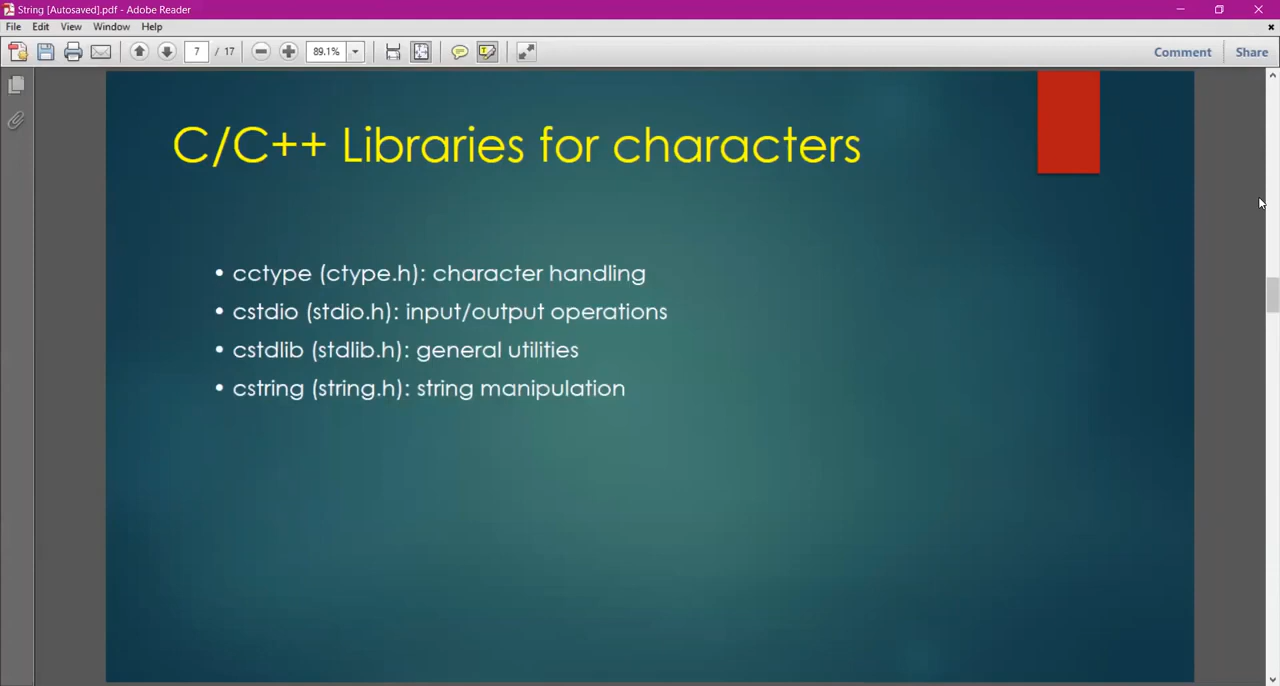 String [Autosaved].pdf - Adobe Reader
File Edit View Window Help
7 / 17 89.1% Comment Share
C/C++ Libraries for characters
• cctype (ctype.h): character handling
• cstdio (stdio.h): input/output operations
• cstdlib (stdlib.h): general utilities
• cstring (string.h): string manipulation